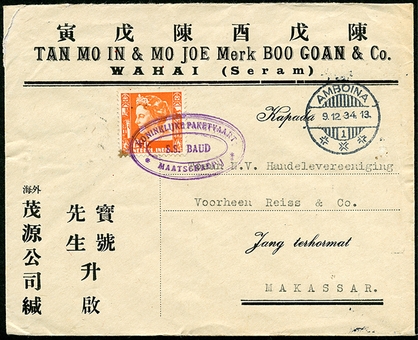 寅戊陳酉戊陳
TAN MO IN & MO JOE Merk BOO GOAN & Co.
WAHAI (Seram)
AMBOINA
9.12.34.13.
1
Kapada
KONINKLIJKE PAKETVAART
S.S. BAUD
MAATSCHAPPIJ
N.V. Handelsvereeniging
Voorheen Reiss & Co.
Jang terhormat
MAKASSAR.
寶號
先生升啟
海外
茂源公司緘